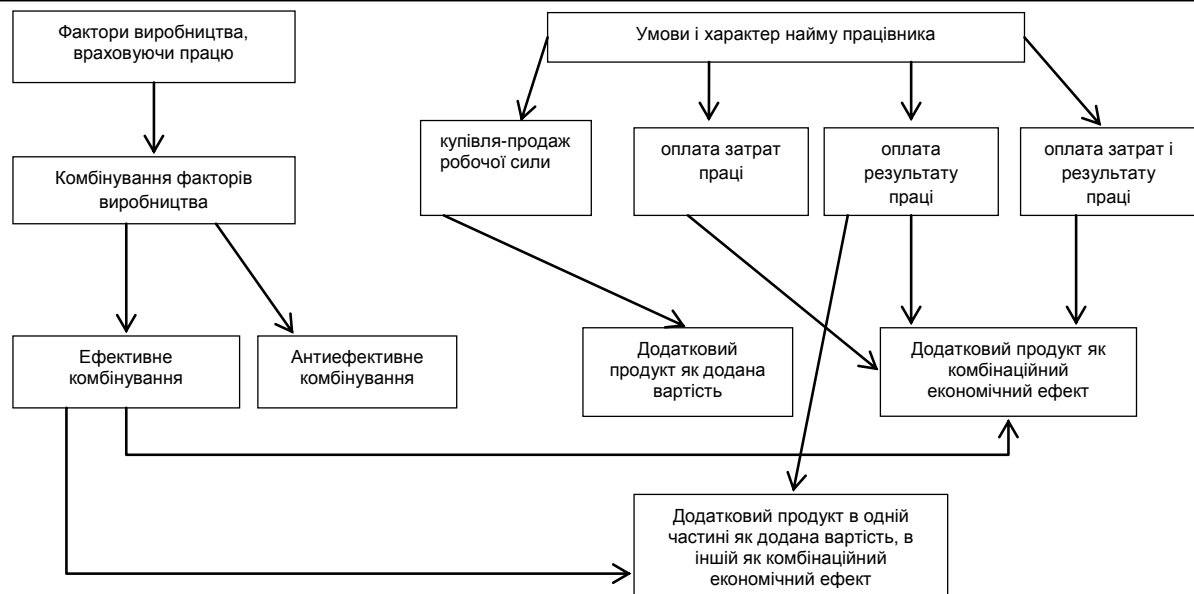 Фактори виробництва,
враховуючи працю
Умови і характер найму працівника
купівля-продаж
робочої сили
оплата затрат
праці
оплата
результату
праці
оплата затрат і
результату
праці
Комбінування факторів
виробництва
Ефективне
комбінування
Антиефективне
комбінування
Додатковий
продукт як додана
вартість
Додатковий продукт як
комбінаційний
економічний ефект
Додатковий продукт в одній
частині як додана вартість, в
іншій як комбінаційний
економічний ефект